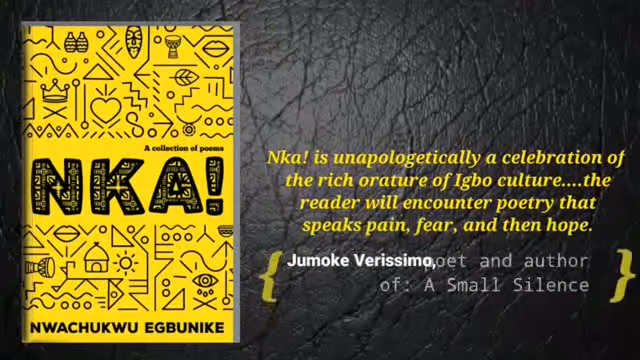 A collection of poems
NKA!
NWACHUKWU EGBUNIKE
Nka! is unapologetically a celebration of
the rich orature of Igbo culture....the
reader will encounter poetry that
speaks pain, fear, and then hope.
{ Jumoke Verissimo, poet and author }
of: A Small Silence